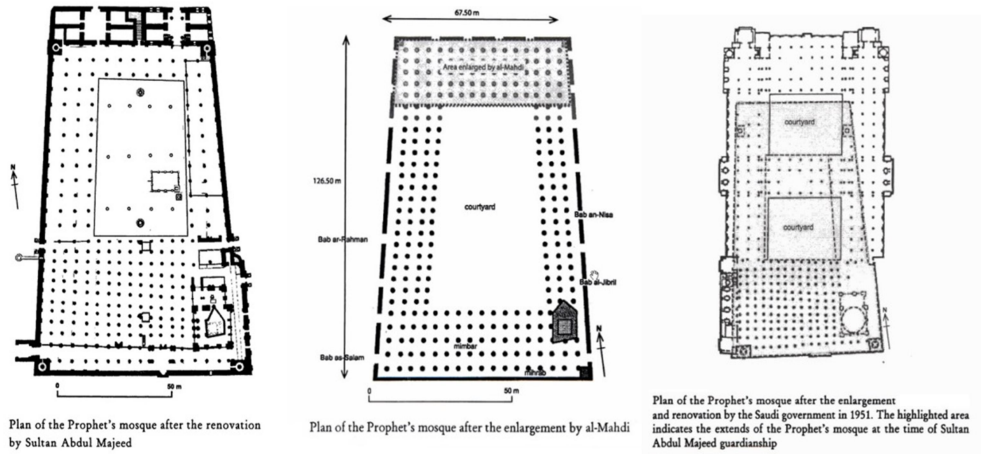 N
0
50 m
Plan of the Prophet's mosque after the renovation
by Sultan Abdul Majeed
67.50 m
Area enlarged by al-Mahdi
126.50 m
courtyard
Bab an-Nisa
Bab ar-Rahman
Bab al-Jibril
Bab as-Salam
mimbar
mihrab
N
0
50 m
Plan of the Prophet's mosque after the enlargement by al-Mahdi
courtyard
courtyard
N
Plan of the Prophet's mosque after the enlargement
and renovation by the Saudi government in 1951. The highlighted area
indicates the extends of the Prophet's mosque at the time of Sultan
Abdul Majeed guardianship